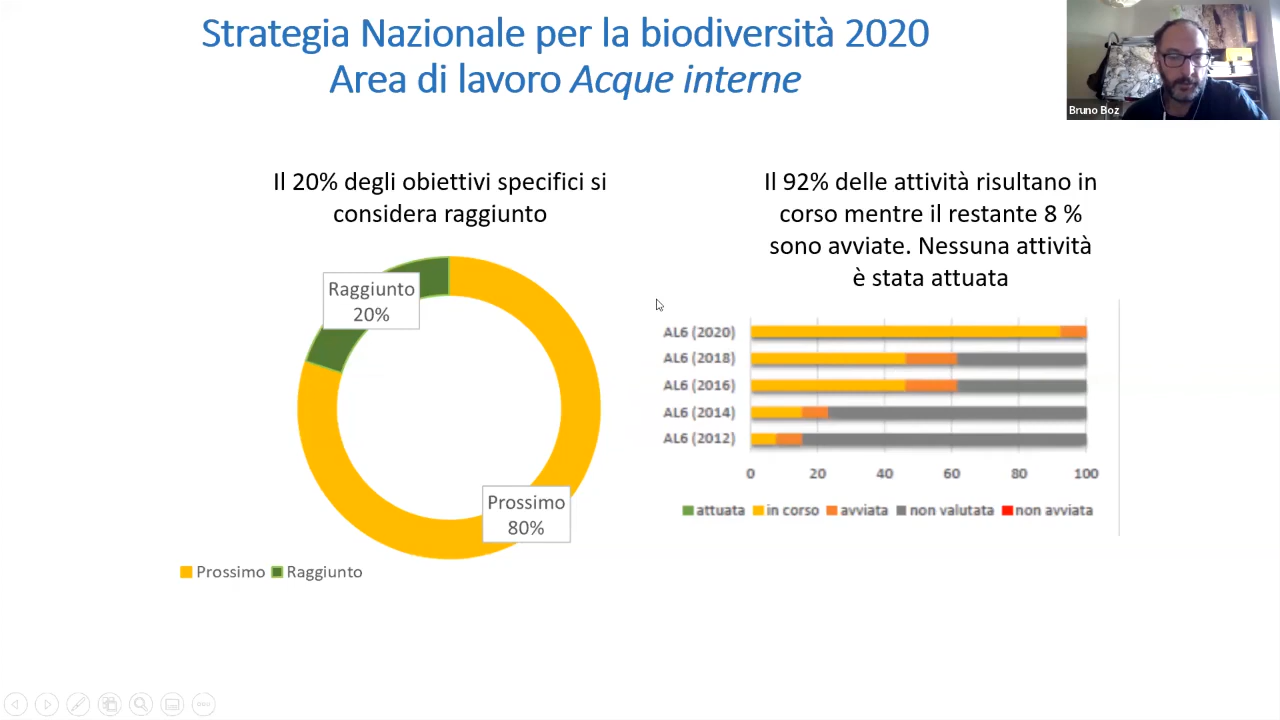 Strategia Nazionale per la biodiversità 2020
Area di lavoro Acque interne
Bruno Boz
Il 20% degli obiettivi specifici si
considera raggiunto
Raggiunto
20%
Prossimo
80%
Prossimo Raggiunto
Il 92% delle attività risultano in
corso mentre il restante 8 %
sono avviate. Nessuna attività
è stata attuata
AL6 (2020)
AL6 (2018)
AL6 (2016)
AL6 (2014)
AL6 (2012)
0 20 40 60 80 100
attuata in corso avviata non valutata non avviata